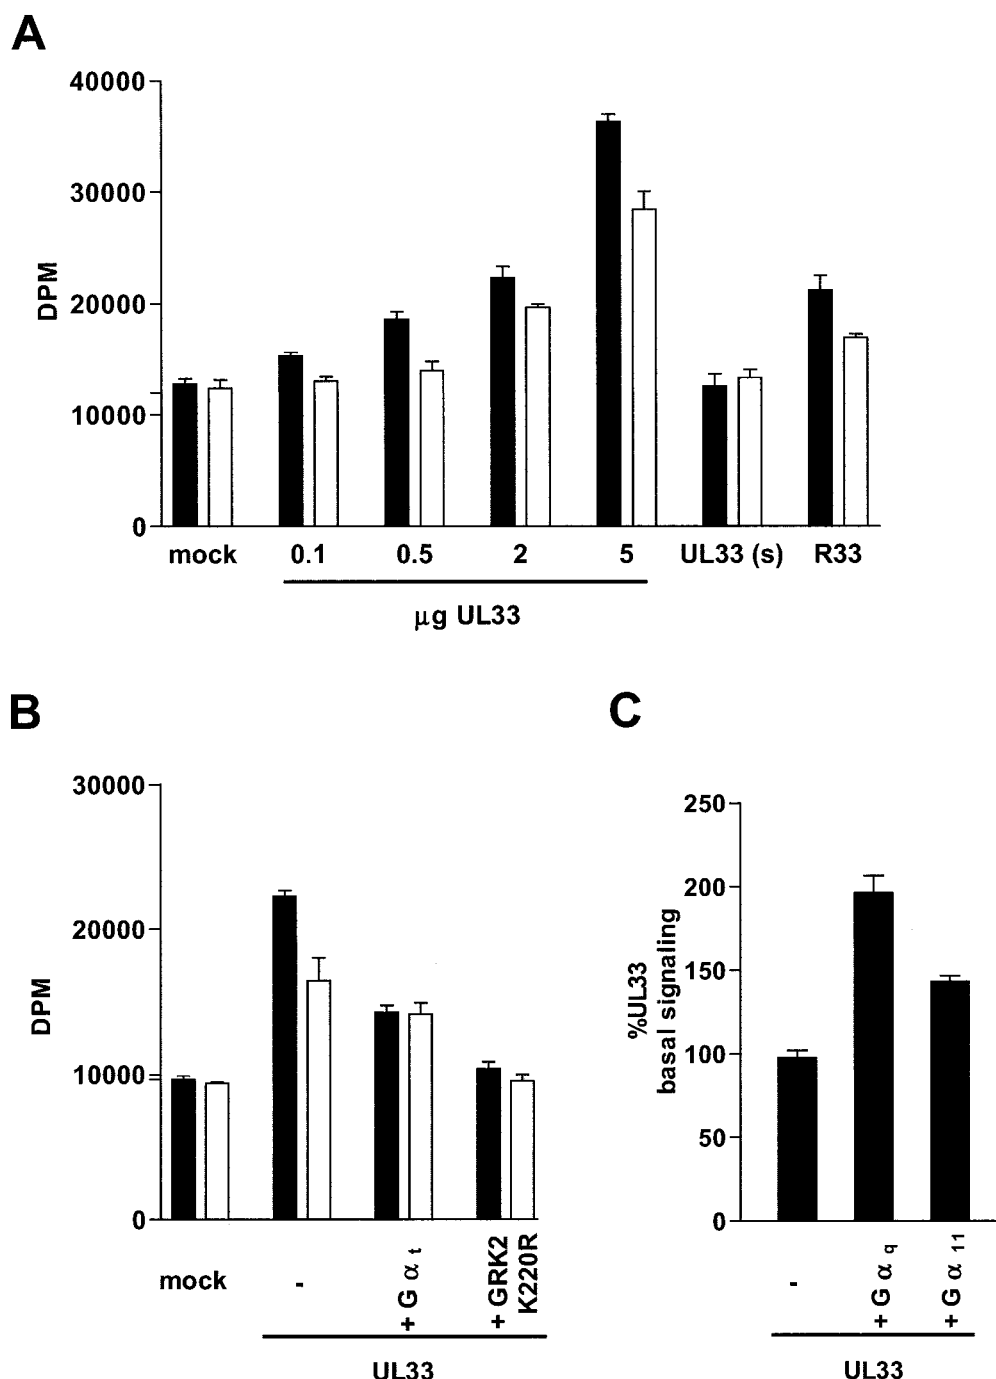 A
40000
30000
20000
10000
0
DPM
mock
0.1
0.5
2
5
UL33 (s)
R33
μg UL33
B
30000
20000
10000
0
DPM
mock
-
+ G α t
+ GRK2
K220R
UL33
C
250
200
150
100
50
0
%UL33
basal signaling
-
+ G α q
+ G α 11
UL33